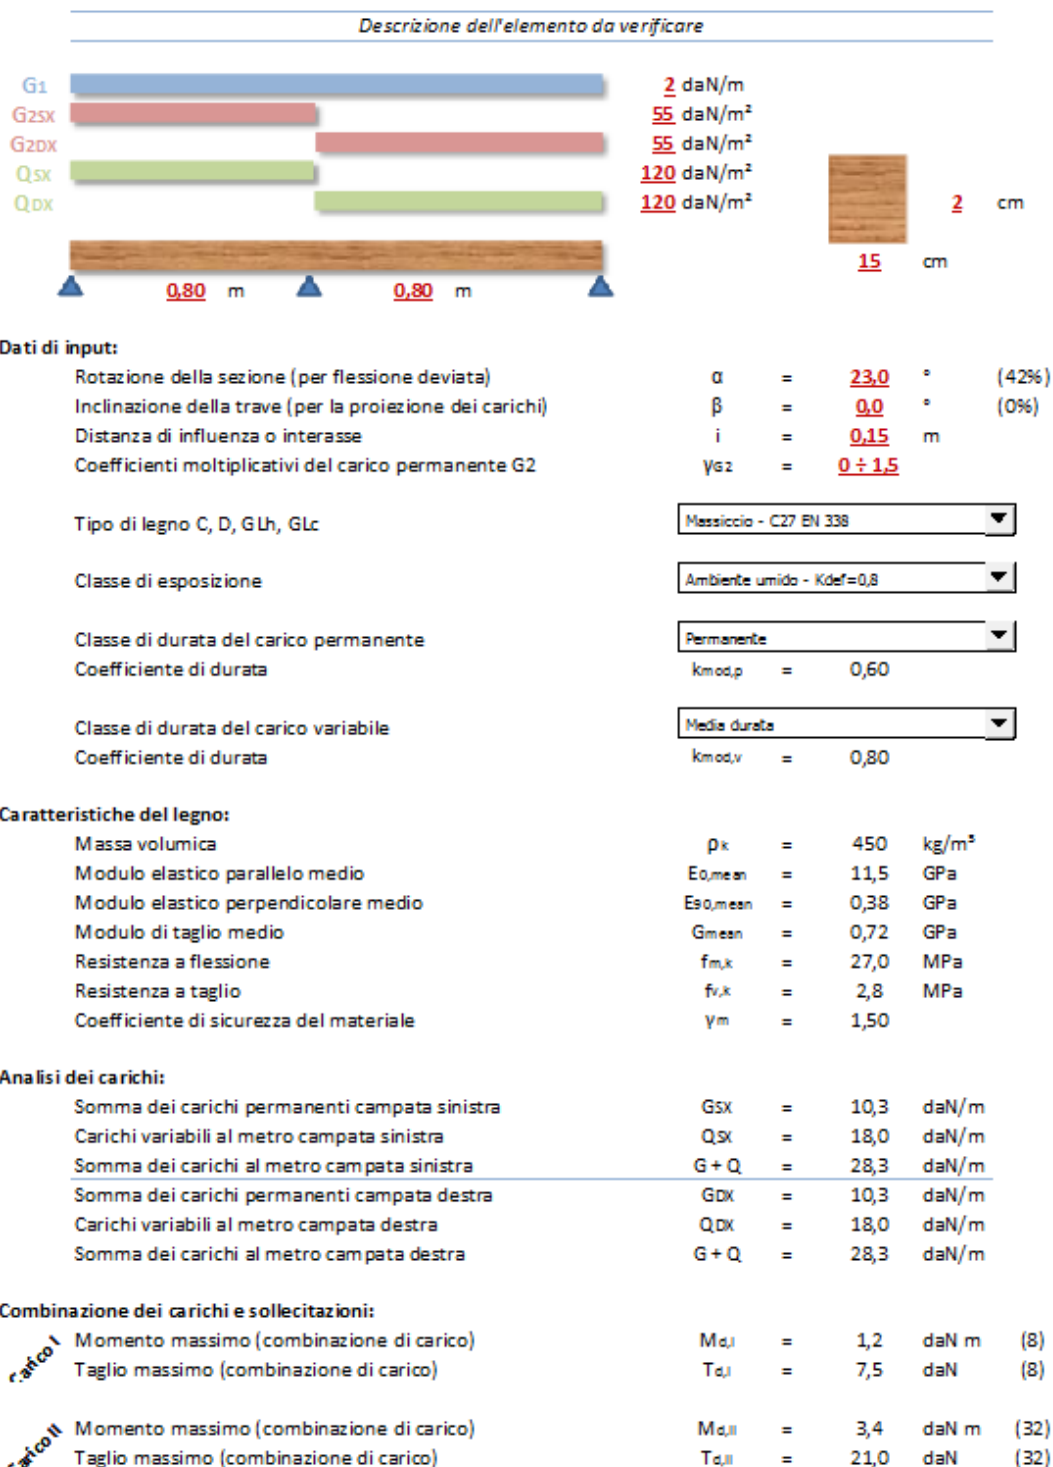 Descrizione dell'elemento da verificare
G1 2 daN/m
G2SX 55 daN/m²
G2DX 55 daN/m²
QSX 120 daN/m²
QDX 120 daN/m²
2 cm
15 cm
0,80 m 0,80 m
Dati di input:
Rotazione della sezione (per flessione deviata) α = 23,0 ° (42%)
Inclinazione della trave (per la proiezione dei carichi) β = 0,0 ° (0%)
Distanza di influenza o interasse i = 0,15 m
Coefficienti moltiplicativi del carico permanente G2 γG2 = 0 ÷ 1,5
Tipo di legno C, D, GLh, GLc Massiccio - C27 EN 338
Classe di esposizione Ambiente umido - Kdef=0,8
Classe di durata del carico permanente Permanente
Coefficiente di durata kmod,p = 0,60
Classe di durata del carico variabile Media durata
Coefficiente di durata kmod,v = 0,80
Caratteristiche del legno:
Massa volumica ρk = 450 kg/m³
Modulo elastico parallelo medio E0,mean = 11,5 GPa
Modulo elastico perpendicolare medio E90,mean = 0,38 GPa
Modulo di taglio medio Gmean = 0,72 GPa
Resistenza a flessione fm,k = 27,0 MPa
Resistenza a taglio fv,k = 2,8 MPa
Coefficiente di sicurezza del materiale γm = 1,50
Analisi dei carichi:
Somma dei carichi permanenti campata sinistra GSX = 10,3 daN/m
Carichi variabili al metro campata sinistra QSX = 18,0 daN/m
Somma dei carichi al metro campata sinistra G + Q = 28,3 daN/m
Somma dei carichi permanenti campata destra GDX = 10,3 daN/m
Carichi variabili al metro campata destra QDX = 18,0 daN/m
Somma dei carichi al metro campata destra G + Q = 28,3 daN/m
Combinazione dei carichi e sollecitazioni:
Carico I
Momento massimo (combinazione di carico) Md,I = 1,2 daN m (8)
Taglio massimo (combinazione di carico) Td,I = 7,5 daN (8)
Carico II
Momento massimo (combinazione di carico) Md,II = 3,4 daN m (32)
Taglio massimo (combinazione di carico) Td,II = 21,0 daN (32)